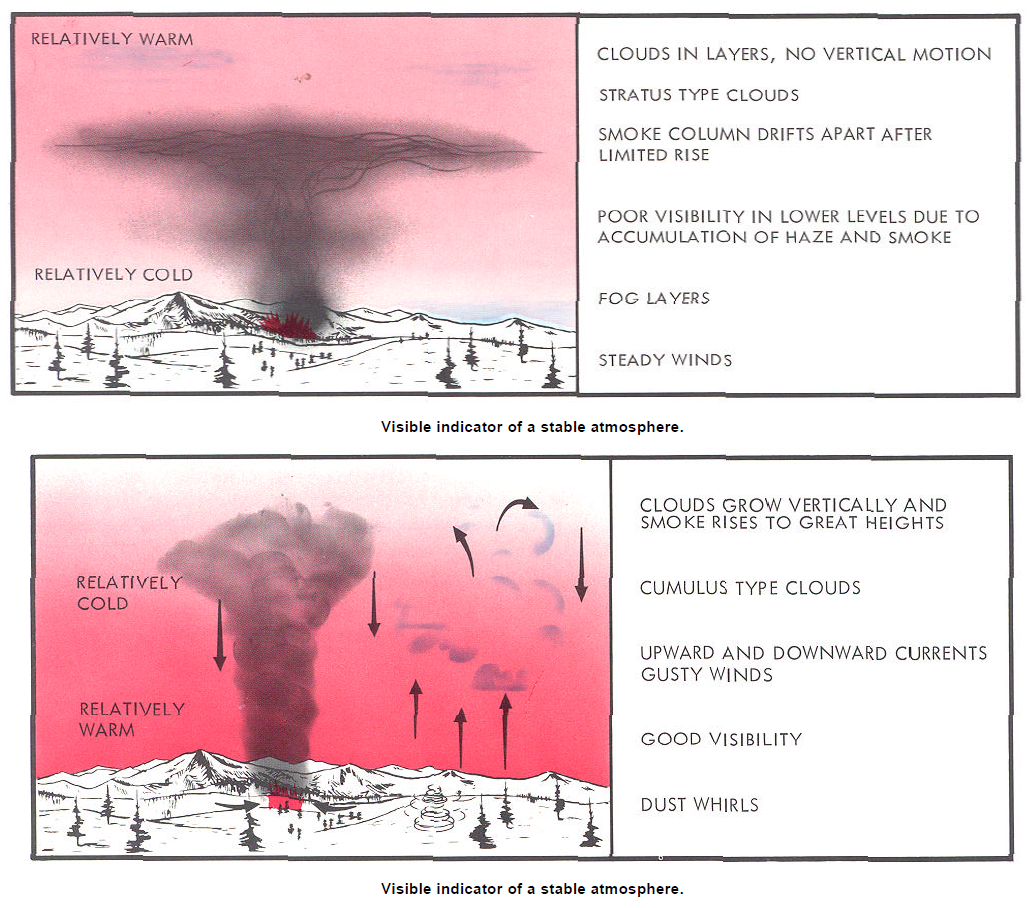 RELATIVELY WARM
RELATIVELY COLD
CLOUDS IN LAYERS, NO VERTICAL MOTION
STRATUS TYPE CLOUDS
SMOKE COLUMN DRIFTS APART AFTER
LIMITED RISE
POOR VISIBILITY IN LOWER LEVELS DUE TO
ACCUMULATION OF HAZE AND SMOKE
FOG LAYERS
STEADY WINDS
Visible indicator of a stable atmosphere.
RELATIVELY
COLD
RELATIVELY
WARM
CLOUDS GROW VERTICALLY AND
SMOKE RISES TO GREAT HEIGHTS
CUMULUS TYPE CLOUDS
UPWARD AND DOWNWARD CURRENTS
GUSTY WINDS
GOOD VISIBILITY
DUST WHIRLS
Visible indicator of a stable atmosphere.